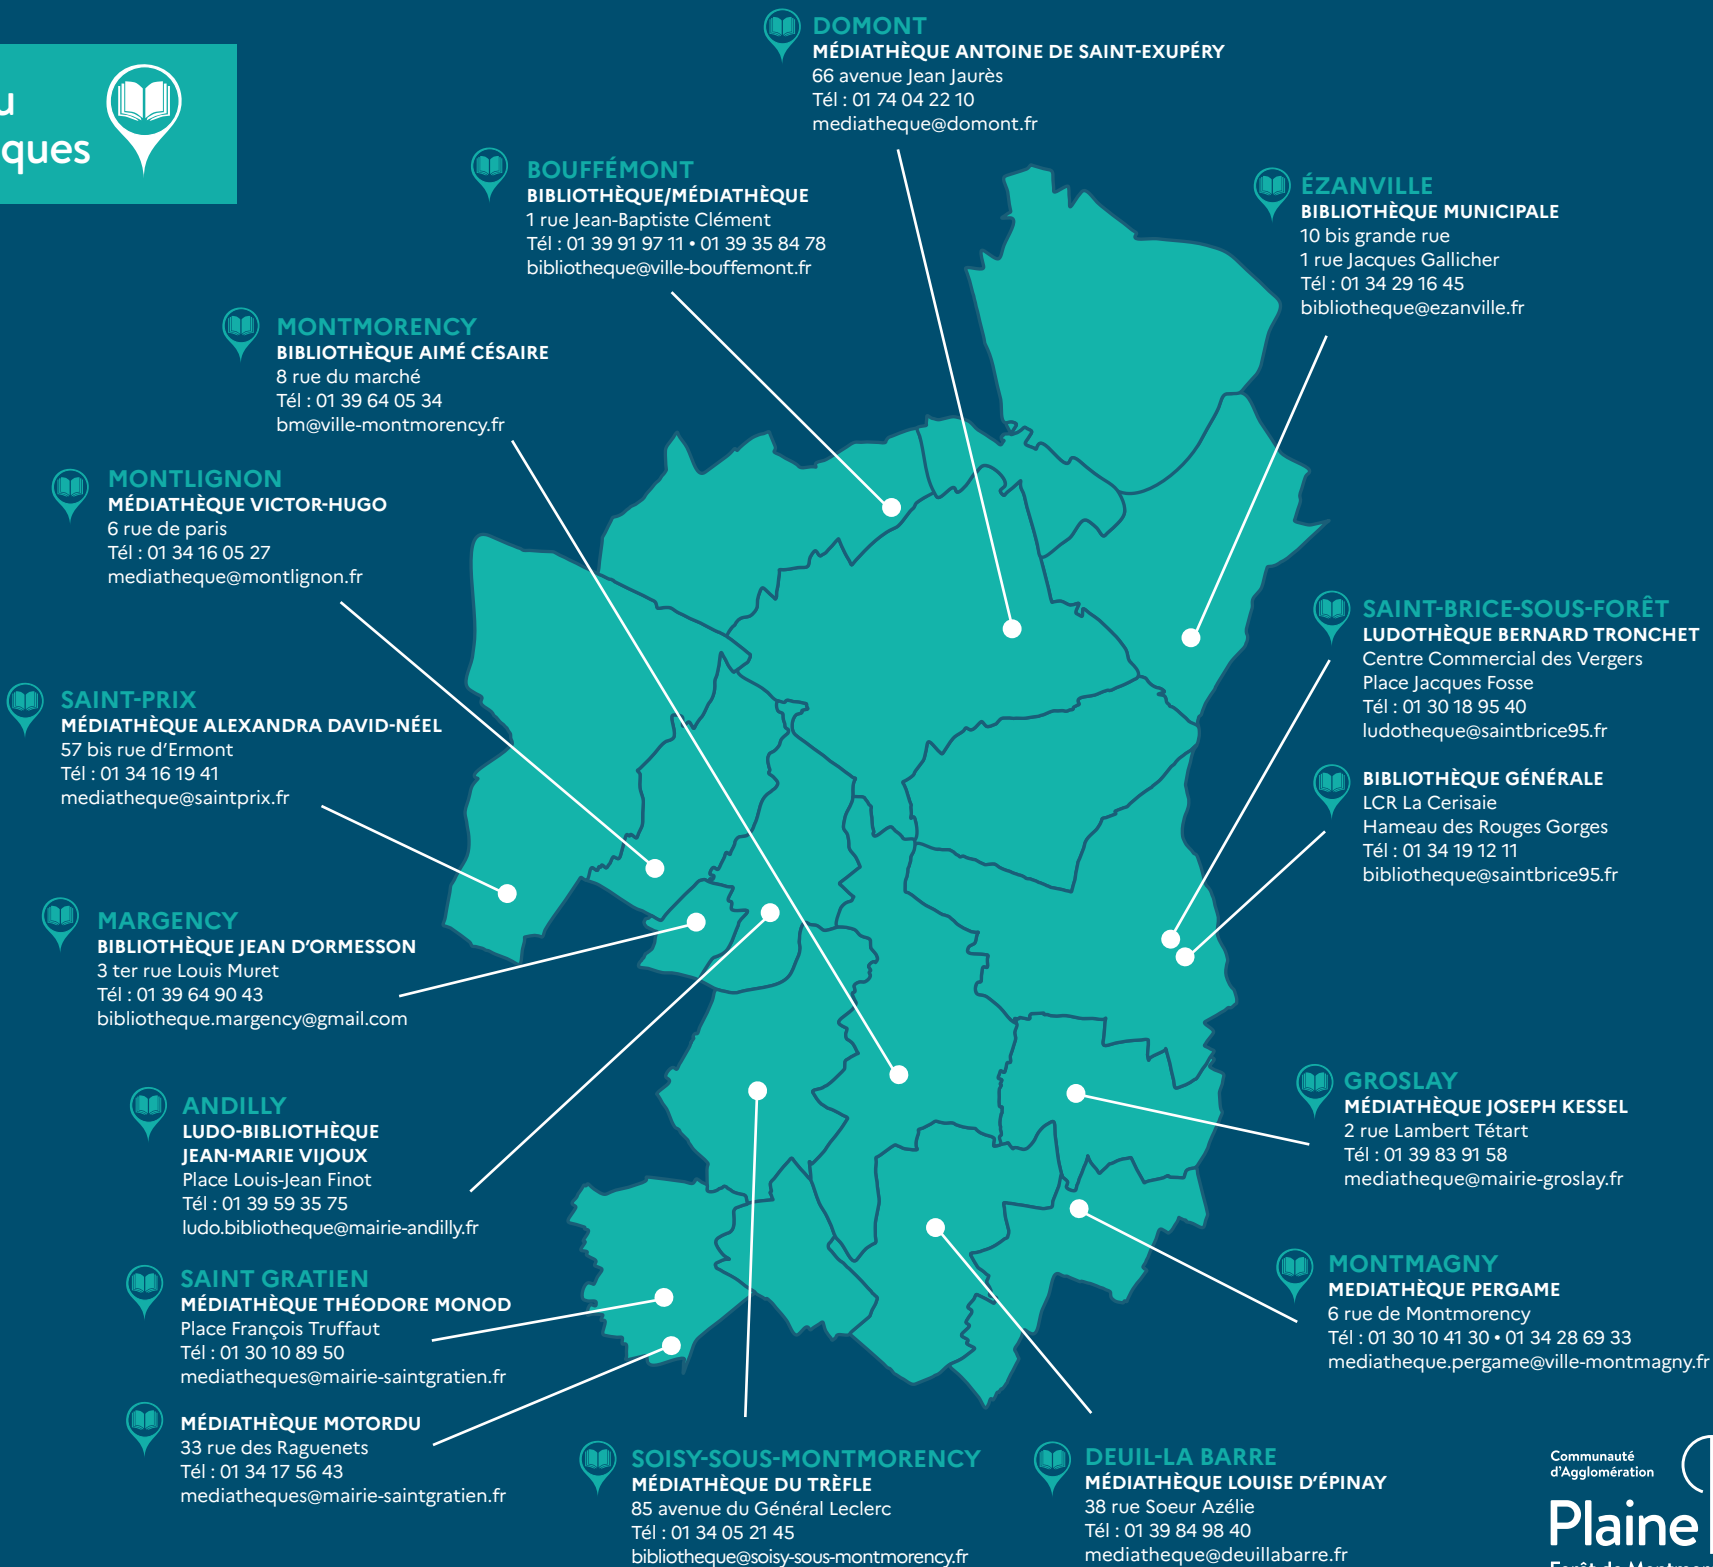 ques
DOMONT
MÉDIATHÈQUE ANTOINE DE SAINT-EXUPÉRY
66 avenue Jean Jaurès
Tél : 01 74 04 22 10
mediatheque@domont.fr
BOUFFÉMONT
BIBLIOTHÈQUE/MÉDIATHÈQUE
1 rue Jean-Baptiste Clément
Tél : 01 39 91 97 11 • 01 39 35 84 78
bibliotheque@ville-bouffemont.fr
ÉZANVILLE
BIBLIOTHÈQUE MUNICIPALE
10 bis grande rue
1 rue Jacques Gallicher
Tél : 01 34 29 16 45
bibliotheque@ezanville.fr
MONTMORENCY
BIBLIOTHÈQUE AIMÉ CÉSAIRE
8 rue du marché
Tél : 01 39 64 05 34
bm@ville-montmorency.fr
MONTLIGNON
MÉDIATHÈQUE VICTOR-HUGO
6 rue de paris
Tél : 01 34 16 05 27
mediatheque@montlignon.fr
SAINT-BRICE-SOUS-FORÊT
LUDOTHÈQUE BERNARD TRONCHET
Centre Commercial des Vergers
Place Jacques Fosse
Tél : 01 30 18 95 40
ludotheque@saintbrice95.fr
BIBLIOTHÈQUE GÉNÉRALE
LCR La Cerisaie
Hameau des Rouges Gorges
Tél : 01 34 19 12 11
bibliotheque@saintbrice95.fr
SAINT-PRIX
MÉDIATHÈQUE ALEXANDRA DAVID-NÉEL
57 bis rue d'Ermont
Tél : 01 34 16 19 41
mediatheque@saintprix.fr
MARGENCY
BIBLIOTHÈQUE JEAN D'ORMESSON
3 ter rue Louis Muret
Tél : 01 39 64 90 43
bibliotheque.margency@gmail.com
ANDILLY
LUDO-BIBLIOTHÈQUE
JEAN-MARIE VIJOUX
Place Louis-Jean Finot
Tél : 01 39 59 35 75
ludo.bibliotheque@mairie-andilly.fr
GROSLAY
MÉDIATHÈQUE JOSEPH KESSEL
2 rue Lambert Tétart
Tél : 01 39 83 91 58
mediatheque@mairie-groslay.fr
SAINT GRATIEN
MÉDIATHÈQUE THÉODORE MONOD
Place François Truffaut
Tél : 01 30 10 89 50
mediatheques@mairie-saintgratien.fr
MÉDIATHÈQUE MOTORDU
33 rue des Raguenets
Tél : 01 34 17 56 43
mediatheques@mairie-saintgratien.fr
MONTMAGNY
MEDIATHÈQUE PERGAME
6 rue de Montmorency
Tél : 01 30 10 41 30 • 01 34 28 69 33
mediatheque.pergame@ville-montmagny.fr
SOISY-SOUS-MONTMORENCY
MÉDIATHÈQUE DU TRÈFLE
85 avenue du Général Leclerc
Tél : 01 34 05 21 45
bibliotheque@soisy-sous-montmorency.fr
DEUIL-LA BARRE
MÉDIATHÈQUE LOUISE D'ÉPINAY
38 rue Soeur Azélie
Tél : 01 39 84 98 40
mediatheque@deuillabarre.fr
Communauté
d'Agglomération
Plaine